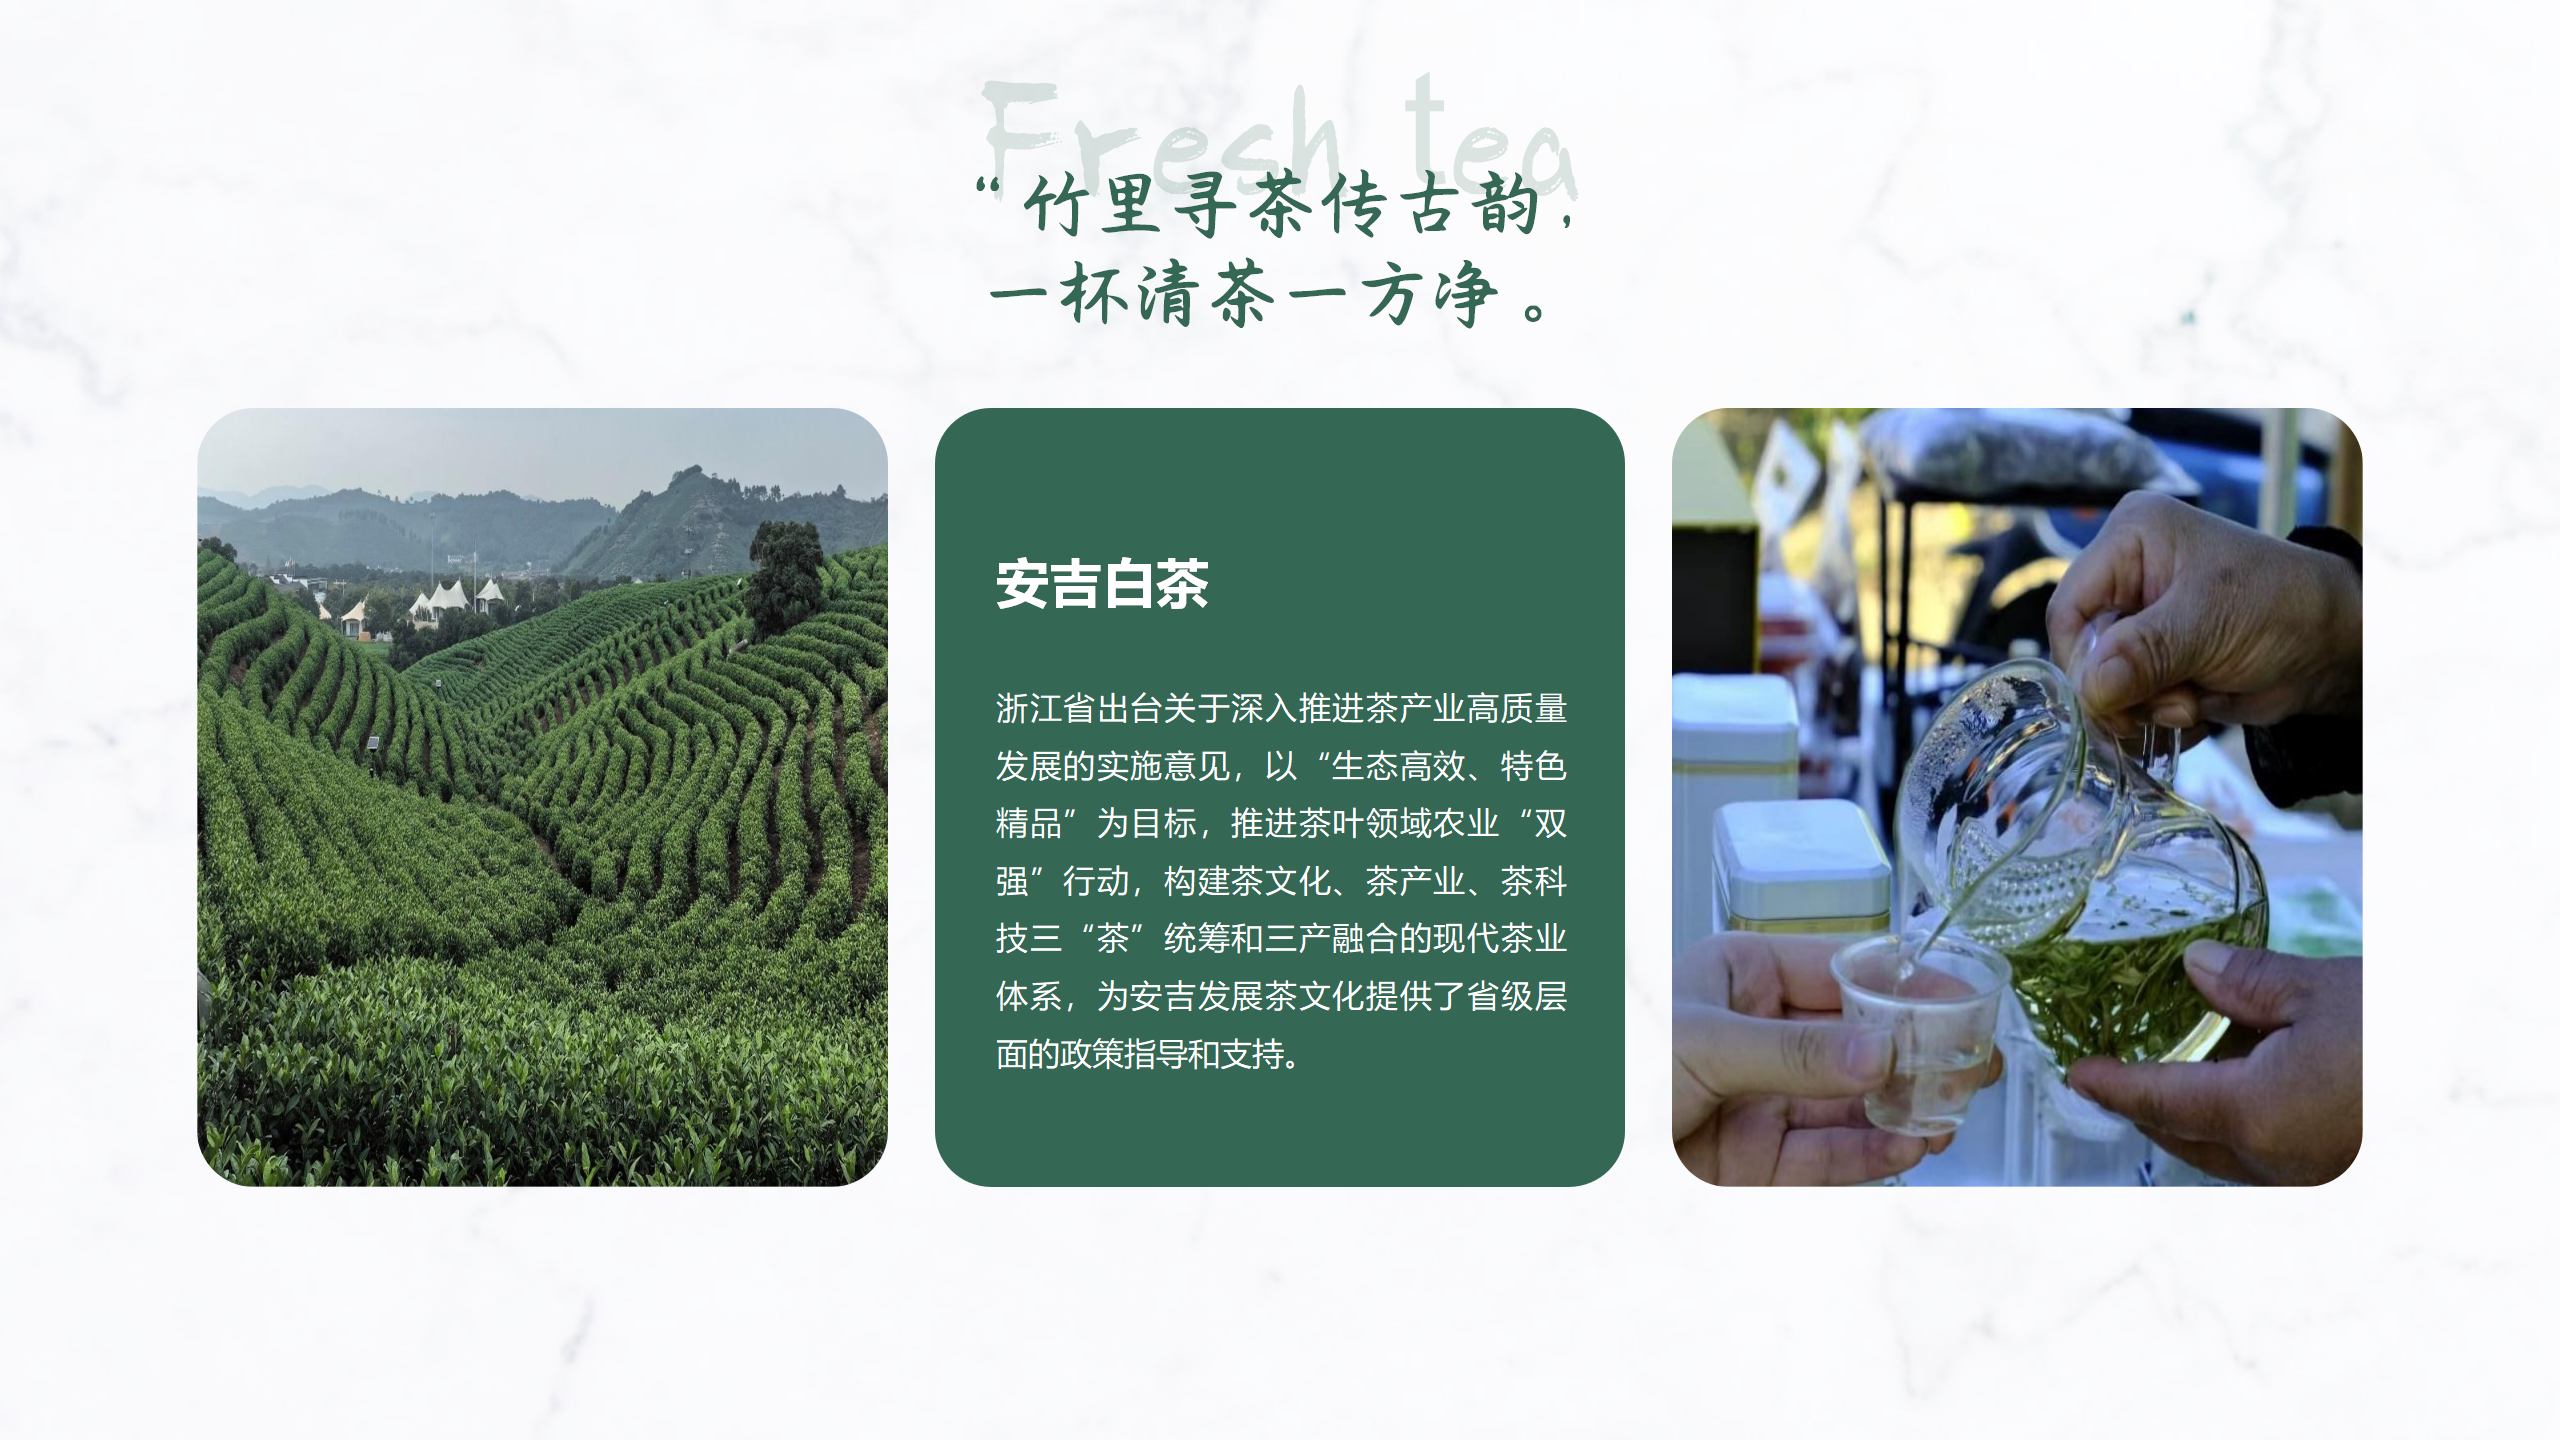 Fresh tea
“竹里寻茶传古韵，
一杯清茶一方净。
安吉白茶
浙江省出台关于深入推进茶产业高质量
发展的实施意见，以“生态高效、特色
精品”为目标，推进茶叶领域农业“双
强”行动，构建茶文化、茶产业、茶科
技三“茶”统筹和三产融合的现代茶业
体系，为安吉发展茶文化提供了省级层
面的政策指导和支持。